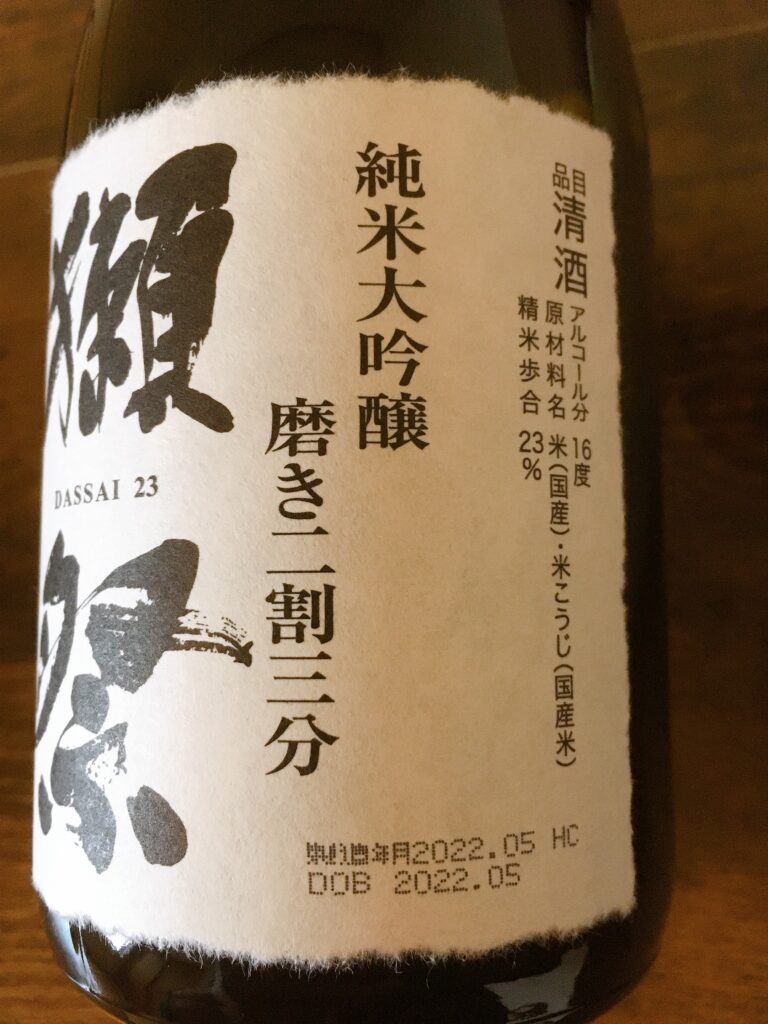 品目 清酒
アルコール分 16度
原材料名 米(国産)・米こうじ(国産米)
精米歩合 23%
純米大吟醸
磨き二割三分
獺祭
DASSAI 23
製造年月2022.05 HC
DOB 2022.05